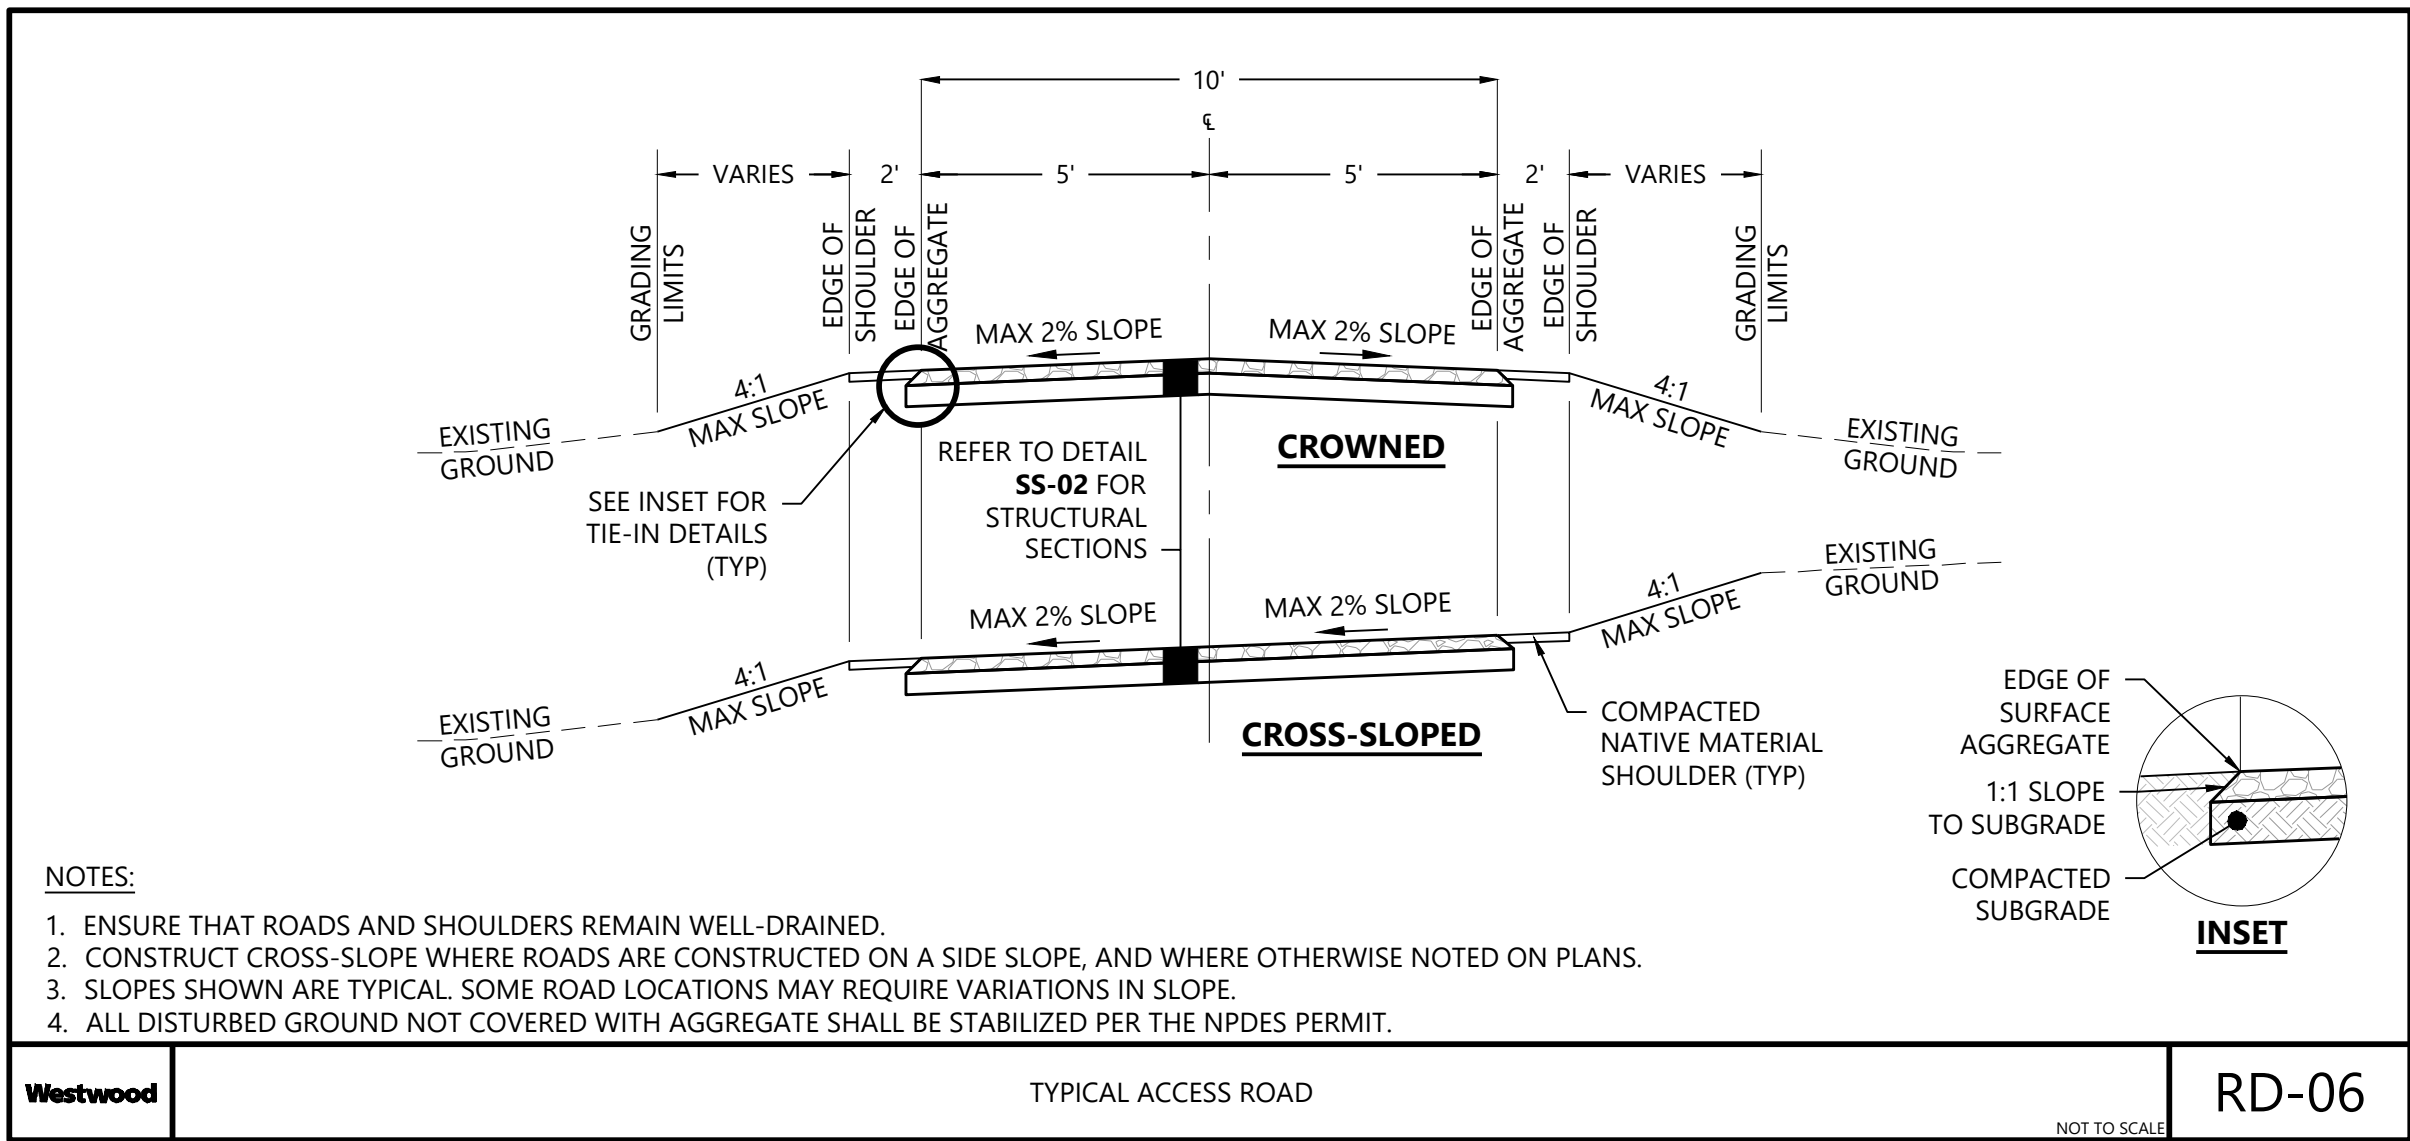 10'
℄
VARIES
2'
5'
5'
2'
VARIES
GRADING
LIMITS
EDGE OF
SHOULDER
EDGE OF
AGGREGATE
EDGE OF
AGGREGATE
EDGE OF
SHOULDER
GRADING
LIMITS
MAX 2% SLOPE
MAX 2% SLOPE
4:1
MAX SLOPE
4:1
MAX SLOPE
EXISTING
GROUND
EXISTING
GROUND
CROWNED
SEE INSET FOR
TIE-IN DETAILS
(TYP)
REFER TO DETAIL
SS-02 FOR
STRUCTURAL
SECTIONS
MAX 2% SLOPE
MAX 2% SLOPE
4:1
MAX SLOPE
EXISTING
GROUND
4:1
MAX SLOPE
EXISTING
GROUND
CROSS-SLOPED
COMPACTED
NATIVE MATERIAL
SHOULDER (TYP)
EDGE OF
SURFACE
AGGREGATE
1:1 SLOPE
TO SUBGRADE
COMPACTED
SUBGRADE
INSET
NOTES:
1. ENSURE THAT ROADS AND SHOULDERS REMAIN WELL-DRAINED.
2. CONSTRUCT CROSS-SLOPE WHERE ROADS ARE CONSTRUCTED ON A SIDE SLOPE, AND WHERE OTHERWISE NOTED ON PLANS.
3. SLOPES SHOWN ARE TYPICAL. SOME ROAD LOCATIONS MAY REQUIRE VARIATIONS IN SLOPE.
4. ALL DISTURBED GROUND NOT COVERED WITH AGGREGATE SHALL BE STABILIZED PER THE NPDES PERMIT.
Westwood
TYPICAL ACCESS ROAD
NOT TO SCALE
RD-06